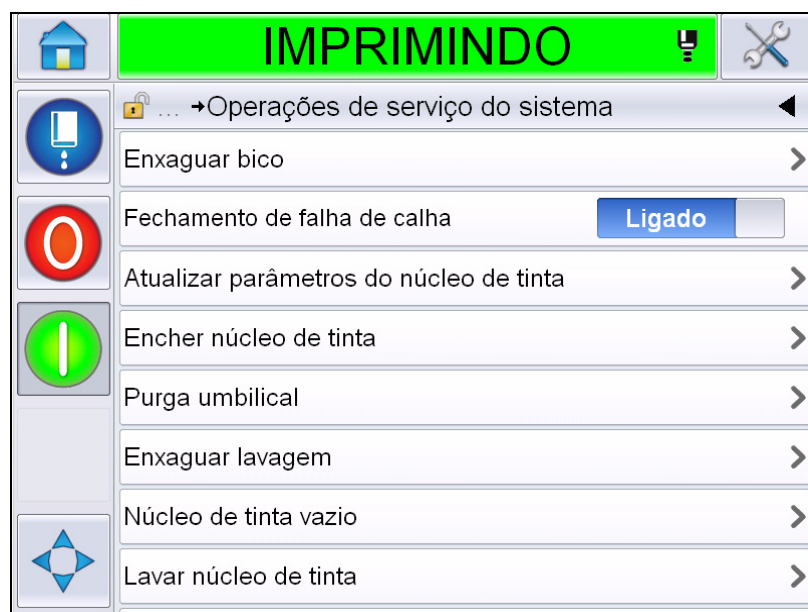 IMPRIMINDO
... →Operações de serviço do sistema
Enxaguar bico
Fechamento de falha de calha Ligado
Atualizar parâmetros do núcleo de tinta
Encher núcleo de tinta
Purga umbilical
Enxaguar lavagem
Núcleo de tinta vazio
Lavar núcleo de tinta